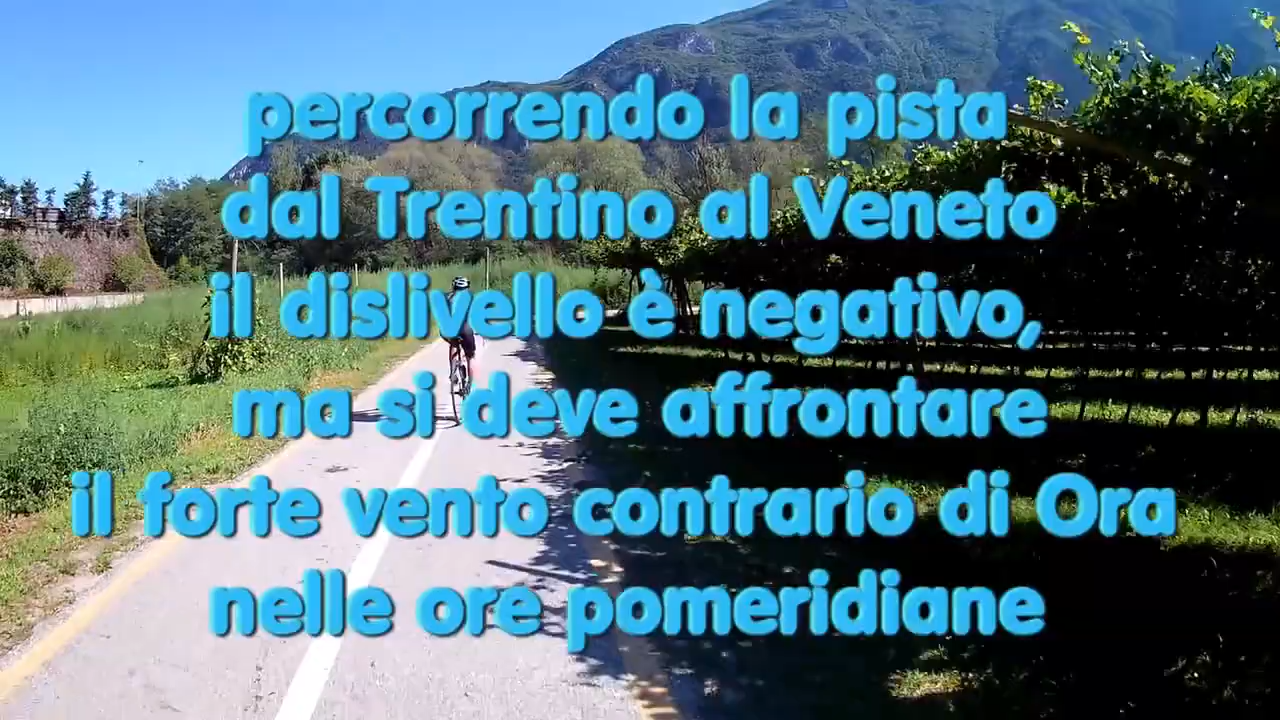 percorrendo la pista
dal Trentino al Veneto
il dislivello è negativo,
ma si deve affrontare
il forte vento contrario di Ora
nelle ore pomeridiane